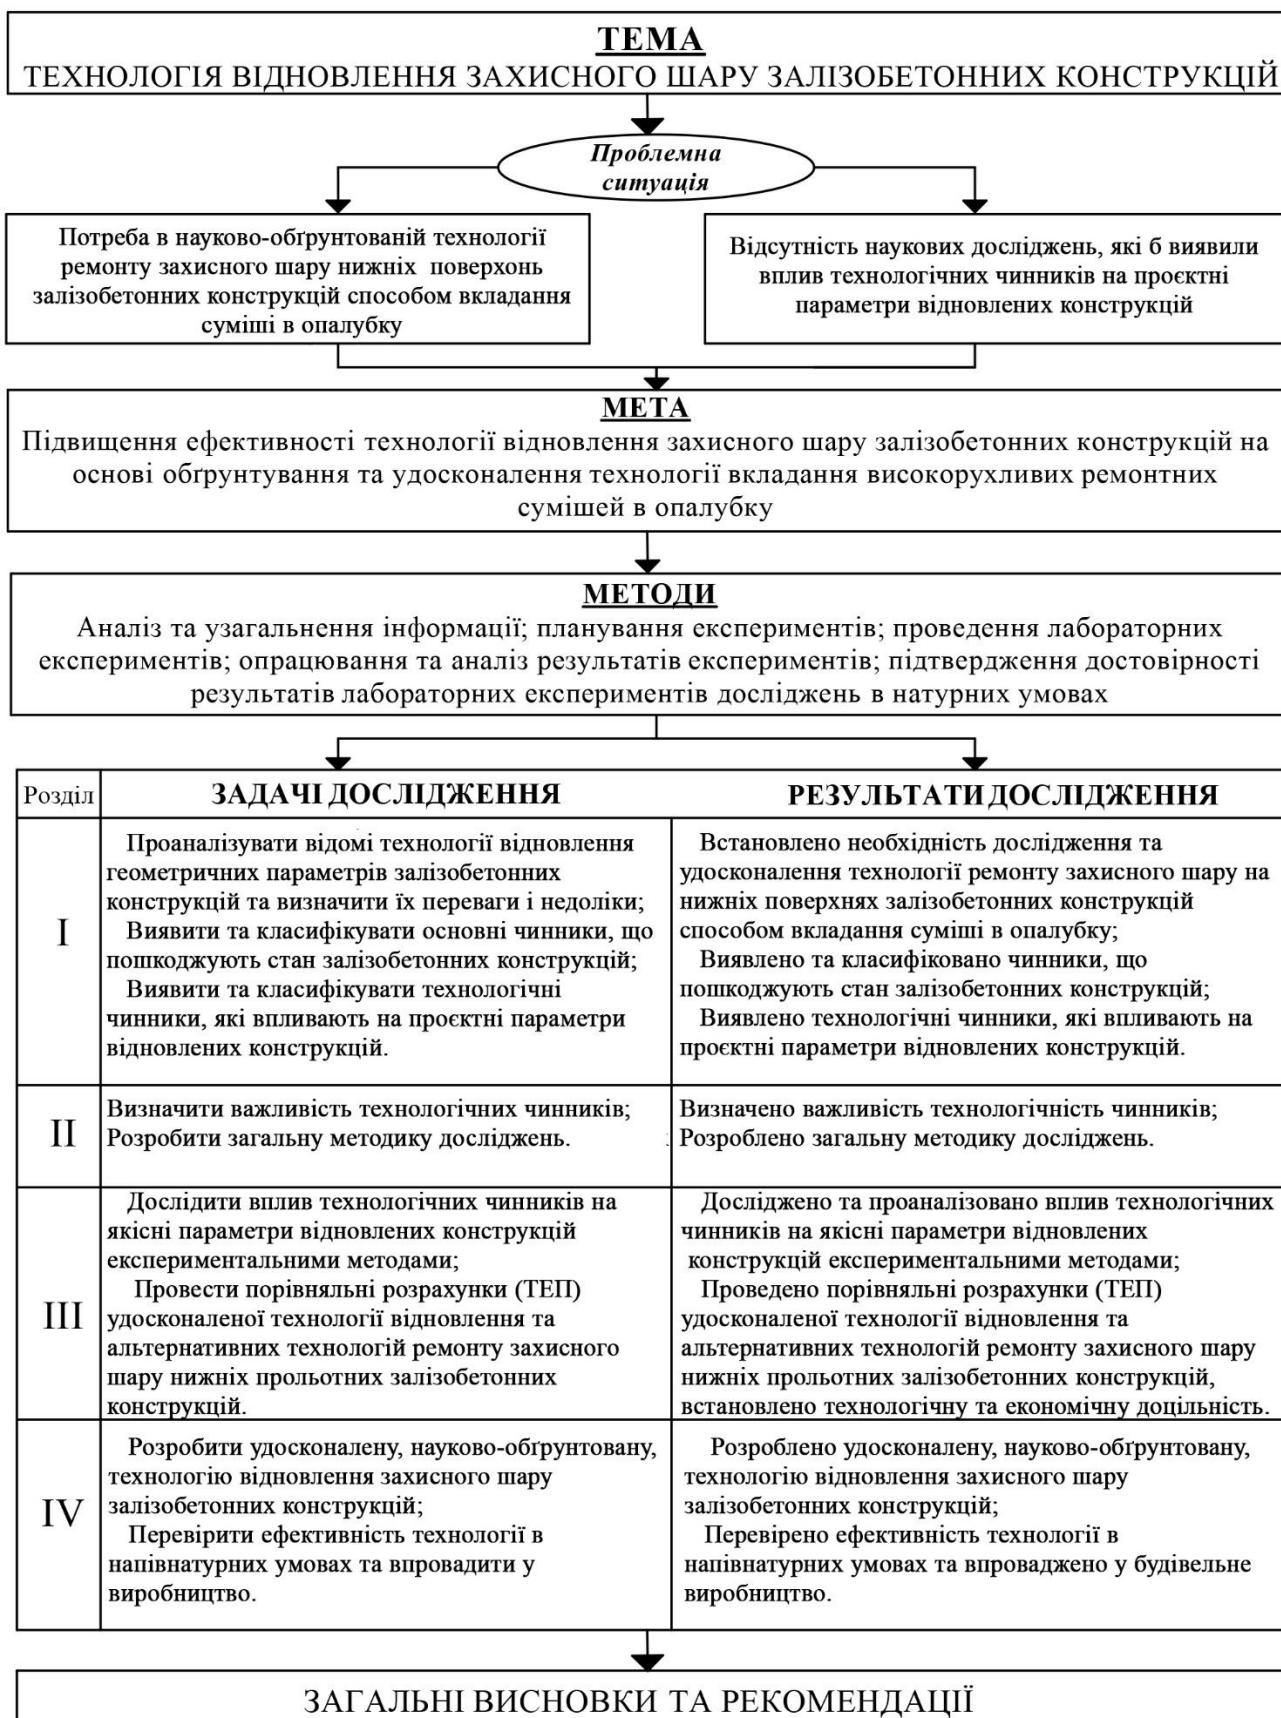 ТЕМА
ТЕХНОЛОГІЯ ВІДНОВЛЕННЯ ЗАХИСНОГО ШАРУ ЗАЛІЗОБЕТОННИХ КОНСТРУКЦІЙ
Проблемна
ситуація
Потреба в науково-обґрунтованій технології
ремонту захисного шару нижніх поверхонь
залізобетонних конструкцій способом вкладання
суміші в опалубку
Відсутність наукових досліджень, які б виявили
вплив технологічних чинників на проєктні
параметри відновлених конструкцій
МЕТА
Підвищення ефективності технології відновлення захисного шару залізобетонних конструкцій на
основі обґрунтування та удосконалення технології вкладання високорухливих ремонтних
сумішей в опалубку
МЕТОДИ
Аналіз та узагальнення інформації; планування експериментів; проведення лабораторних
експериментів; опрацювання та аналіз результатів експериментів; підтвердження достовірності
результатів лабораторних експериментів досліджень в натурних умовах
Розділ
ЗАДАЧІ ДОСЛІДЖЕННЯ
РЕЗУЛЬТАТИ ДОСЛІДЖЕННЯ
I
Проаналізувати відомі технології відновлення
геометричних параметрів залізобетонних
конструкцій та визначити їх переваги і недоліки;
Виявити та класифікувати основні чинники, що
пошкоджують стан залізобетонних конструкцій;
Виявити та класифікувати технологічні
чинники, які впливають на проєктні параметри
відновлених конструкцій.
Встановлено необхідність дослідження та
удосконалення технології ремонту захисного шару на
нижніх поверхнях залізобетонних конструкцій
способом вкладання суміші в опалубку;
Виявлено та класифіковано чинники, що
пошкоджують стан залізобетонних конструкцій;
Виявлено технологічні чинники, які впливають на
проєктні параметри відновлених конструкцій.
II
Визначити важливість технологічних чинників;
Розробити загальну методику досліджень.
Визначено важливість технологічність чинників;
Розроблено загальну методику досліджень.
III
Дослідити вплив технологічних чинників на
якісні параметри відновлених конструкцій
експериментальними методами;
Провести порівняльні розрахунки (ТЕП)
удосконаленої технології відновлення та
альтернативних технологій ремонту захисного
шару нижніх прольотних залізобетонних
конструкцій.
Досліджено та проаналізовано вплив технологічних
чинників на якісні параметри відновлених
конструкцій експериментальними методами;
Проведено порівняльні розрахунки (ТЕП)
удосконаленої технології відновлення та
альтернативних технологій ремонту захисного шару
нижніх прольотних залізобетонних конструкцій,
встановлено технологічну та економічну доцільність.
IV
Розробити удосконалену, науково-обґрунтовану,
технологію відновлення захисного шару
залізобетонних конструкцій;
Перевірити ефективність технології в
напівнатурних умовах та впровадити у
виробництво.
Розроблено удосконалену, науково-обґрунтовану,
технологію відновлення захисного шару
залізобетонних конструкцій;
Перевірено ефективність технології в
напівнатурних умовах та впроваджено у будівельне
виробництво.
ЗАГАЛЬНІ ВИСНОВКИ ТА РЕКОМЕНДАЦІЇ